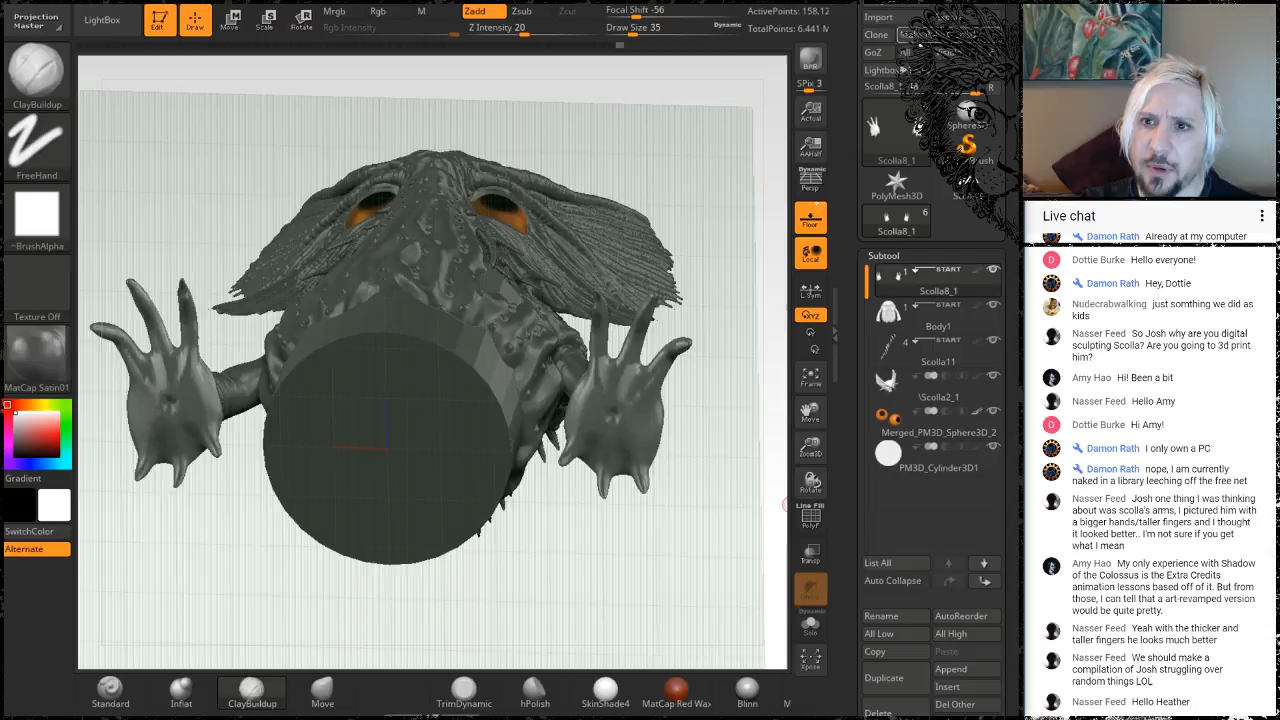 Projection Master
LightBox
Edit
Draw
Move
Scale
Rotate
Mrgb
Rgb
M
Rgb Intensity
Zadd
Zsub
Zcut
Z Intensity 20
Focal Shift -56
Draw Size 35
Dynamic
ActivePoints: 158,12
TotalPoints: 6.441 M
ClayBuildup
FreeHand
~BrushAlpha
Texture Off
MatCap Satin01
Gradient
SwitchColor
Alternate
BPR
SPix 3
Actual
AAHalf
Dynamic
Persp
Floor
Local
L.Sym
XYZ
Frame
Move
Zoom3D
Rotate
Line Fill
PolyF
Transp
Dynamic
Solo
Xpose
Standard
Inflat
ClayBuildup
Move
TrimDynamic
hPolish
SkinShade4
MatCap Red Wax
Blinn
M
Import
Clone
GoZ
R
Scolla8_1
PolyMesh3D
6
Scolla8_1
Subtool
1 START
Scolla8_1
1 START
Body1
4 START
Scolla11
\Scolla2_1
Merged_PM3D_Sphere3D_2
PM3D_Cylinder3D1
List All
Auto Collapse
Rename
AutoReorder
All Low
All High
Copy
Paste
Duplicate
Append
Insert
Delete
Del Other
Live chat
Damon Rath Already at my computer
D Dottie Burke Hello everyone!
Damon Rath Hey, Dottie
Nudecrabwalking just somthing we did as
kids
Nasser Feed So Josh why are you digital
sculpting Scolla? Are you going to 3d print
him?
Amy Hao Hi! Been a bit
Nasser Feed Hello Amy
D Dottie Burke Hi Amy!
Damon Rath I only own a PC
Damon Rath nope, I am currently
naked in a library leeching off the free net
Nasser Feed Josh one thing I was thinking
about was scolla's arms, I pictured him with
a bigger hands/taller fingers and I thought
it looked better.. I'm not sure if you get
what I mean
Amy Hao My only experience with Shadow
of the Colossus is the Extra Credits
animation lessons based off of it. But from
those, I can tell that a art-revamped version
would be quite pretty.
Nasser Feed Yeah with the thicker and
taller fingers he looks much better
Nasser Feed We should make a
compilation of Josh struggling over
random things LOL
Nasser Feed Hello Heather